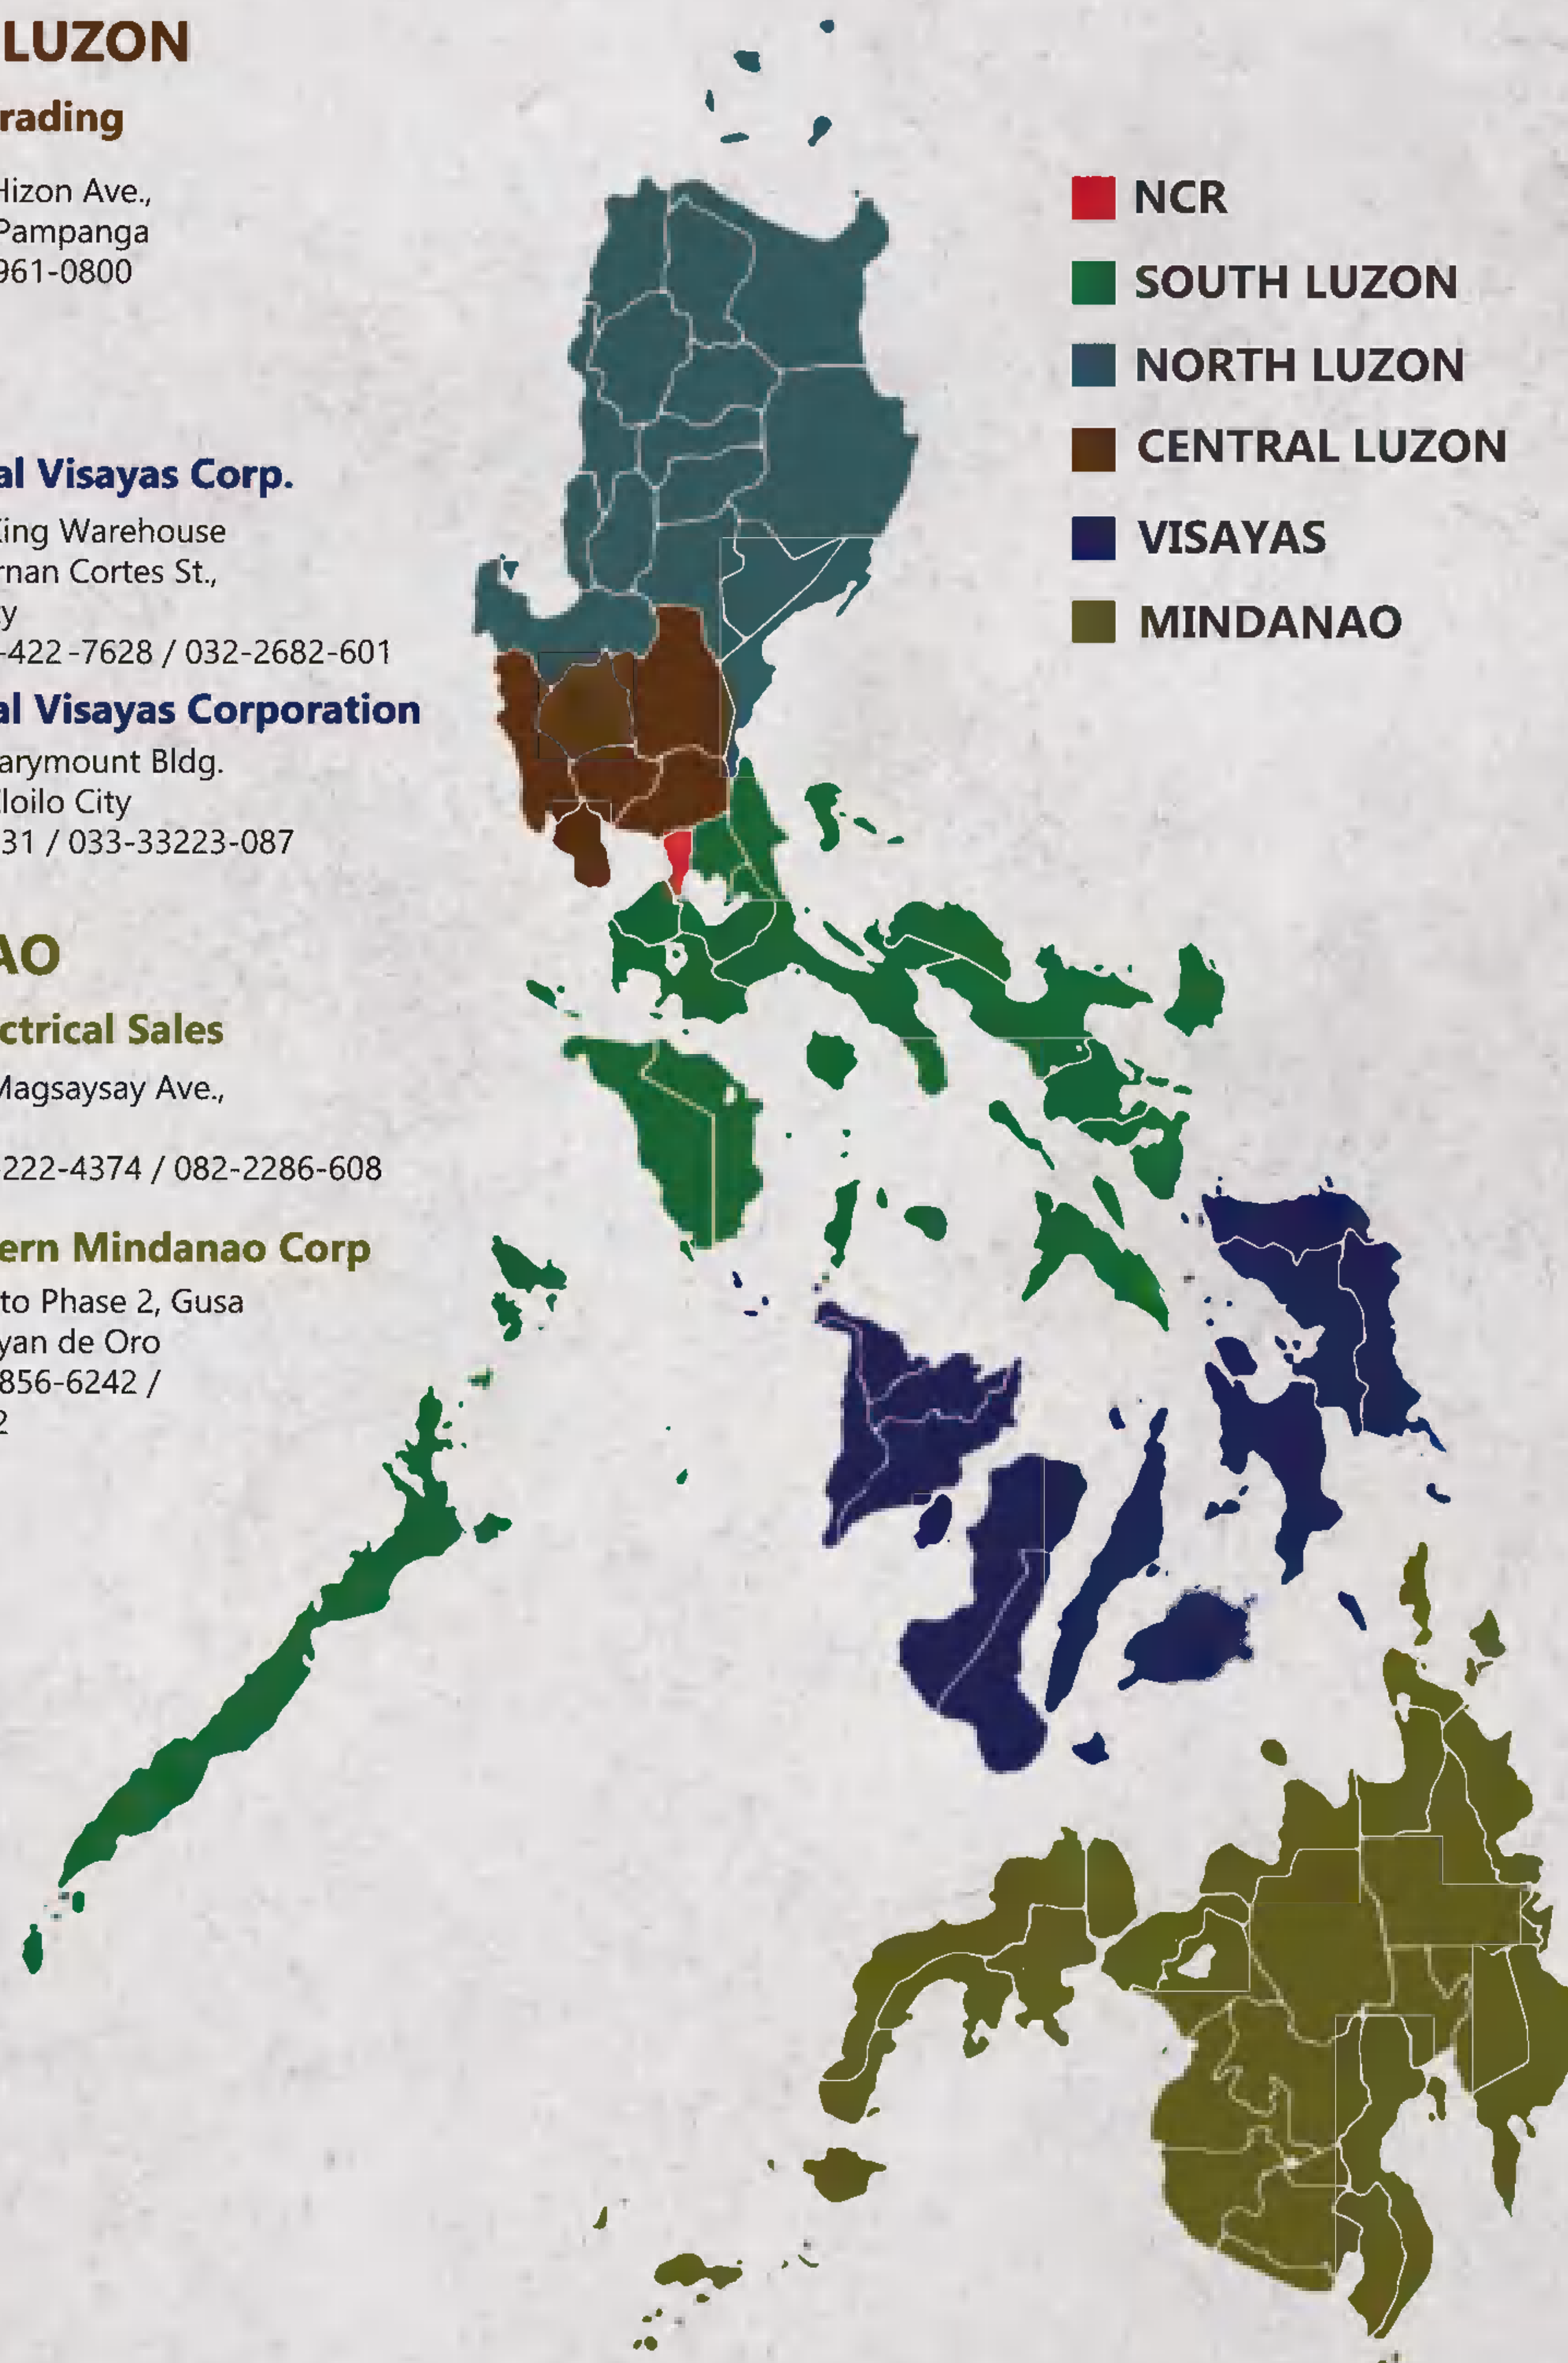 LUZON
rading
Hizon Ave.,
Pampanga
961-0800
al Visayas Corp.
King Warehouse
rnan Cortes St.,
ty
-422-7628 / 032-2682-601
al Visayas Corporation
arymount Bldg.
Iloilo City
31 / 033-33223-087
AO
ctrical Sales
Magsaysay Ave.,
222-4374 / 082-2286-608
ern Mindanao Corp
to Phase 2, Gusa
yan de Oro
856-6242 /
2
NCR
SOUTH LUZON
NORTH LUZON
CENTRAL LUZON
VISAYAS
MINDANAO